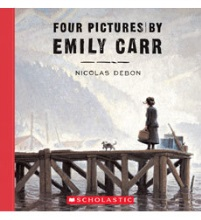 FOUR PICTURES BY
EMILY CARR
NICOLAS DEBON
SCHOLASTIC